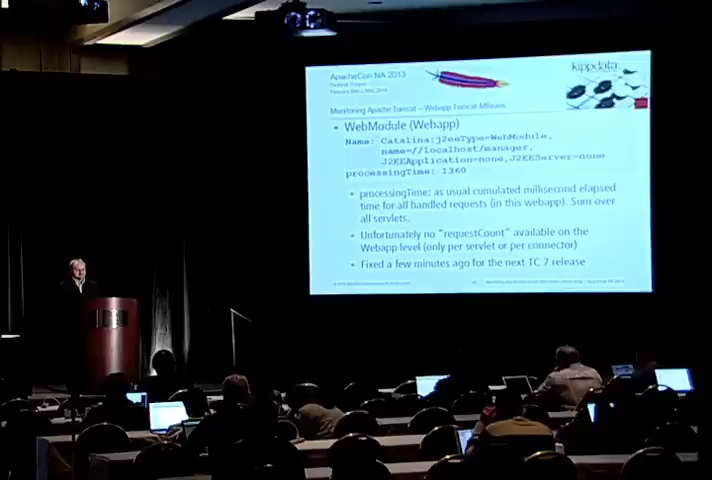 ApacheCon NA 2013
Portland, Oregon
kippdata
Monitoring Apache Tomcat – Webapp Tomcat MBeans
• WebModule (Webapp)
Name: Catalina:j2eeType=WebModule,
name=//localhost/manager,
J2EEApplication=none,J2EEServer=none
processingTime: 1360
• processingTime: as usual cumulated millisecond elapsed
time for all handled requests (in this webapp). Sum over
all servlets.
• Unfortunately no "requestCount" available on the
Webapp level (only per servlet or per connector)
• Fixed a few minutes ago for the next TC 7 release